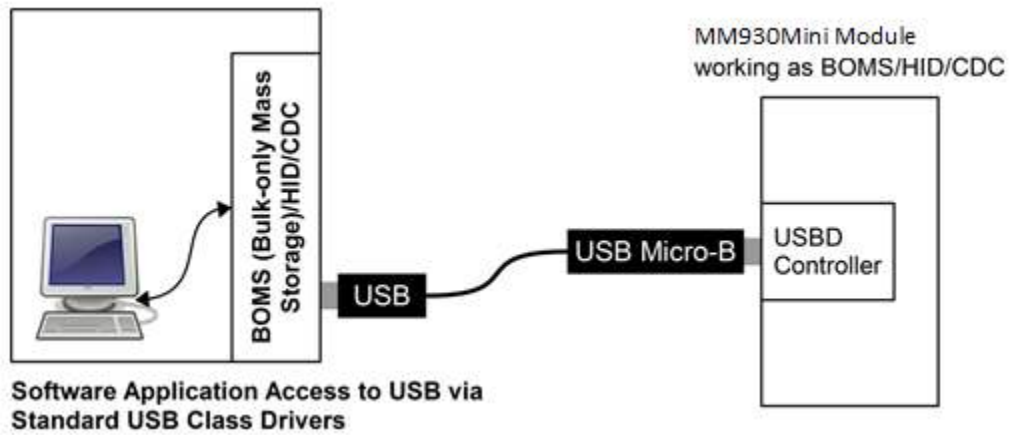 MM930Mini Module
working as BOMS/HID/CDC
BOMS (Bulk-only Mass
Storage)/HID/CDC
USB
USB Micro-B
USBD
Controller
Software Application Access to USB via
Standard USB Class Drivers